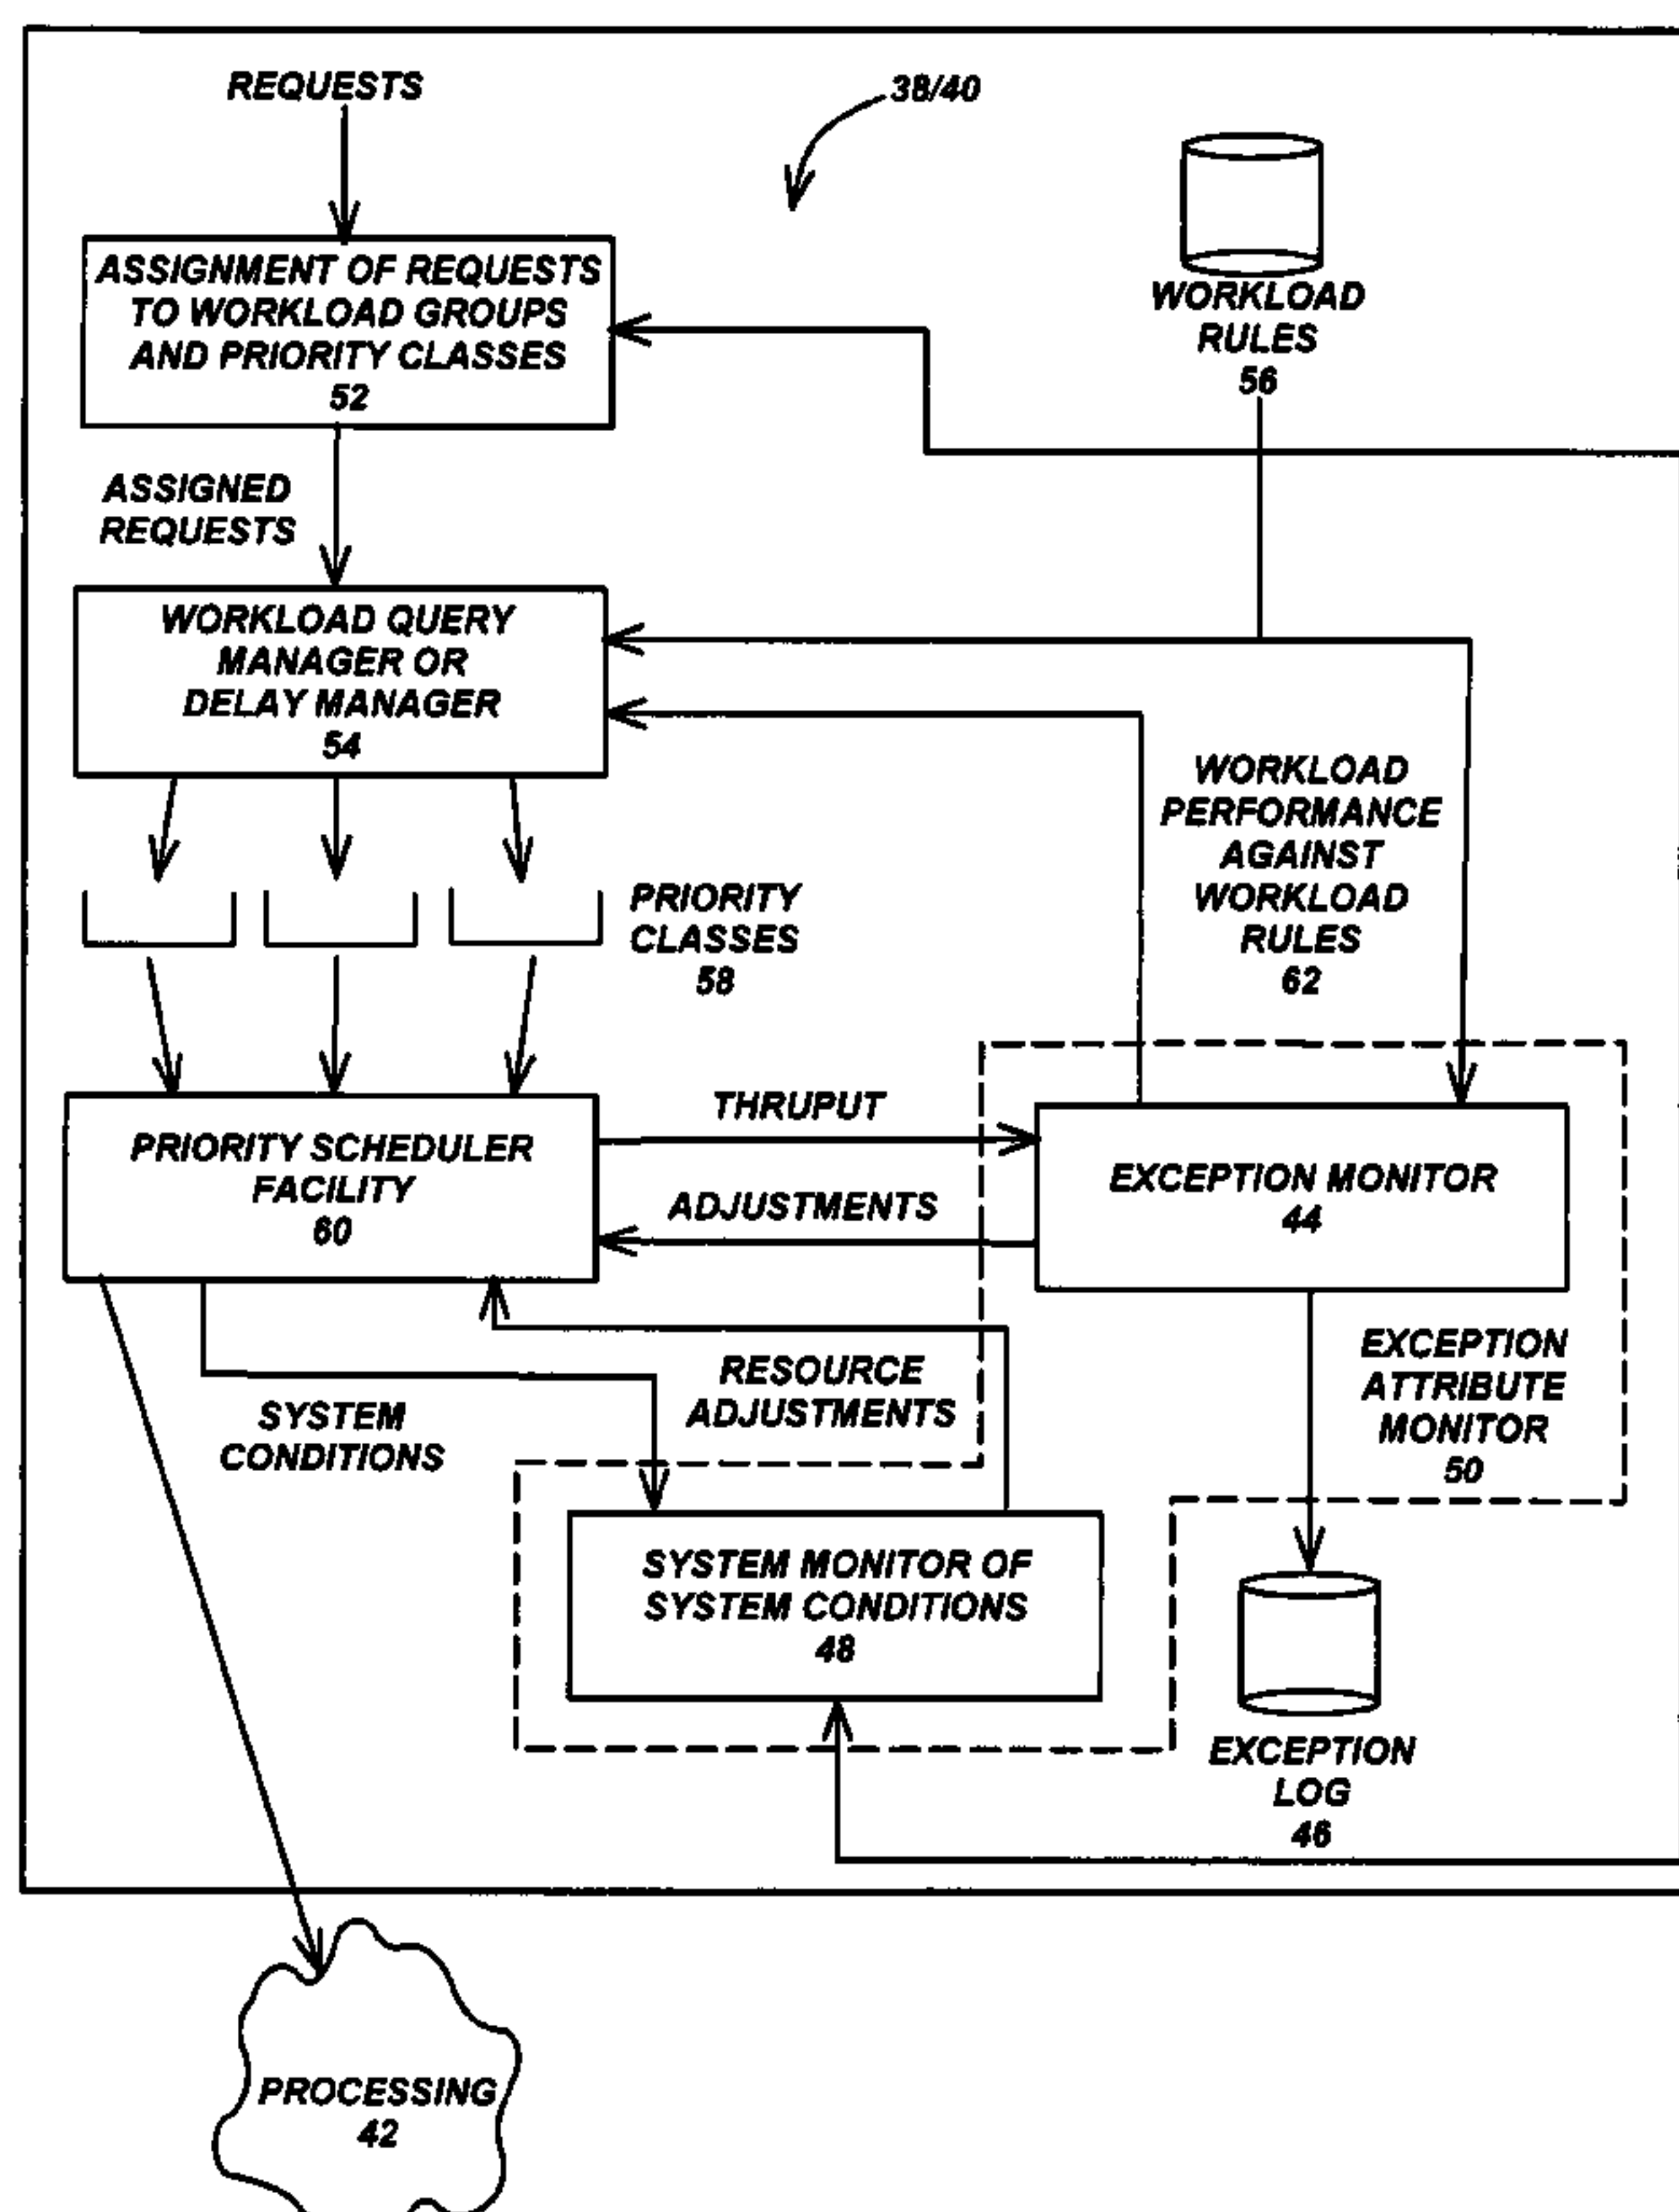 REQUESTS
38/40
ASSIGNMENT OF REQUESTS
TO WORKLOAD GROUPS
AND PRIORITY CLASSES
52
WORKLOAD
RULES
56
ASSIGNED
REQUESTS
WORKLOAD QUERY
MANAGER OR
DELAY MANAGER
54
WORKLOAD
PERFORMANCE
AGAINST
WORKLOAD
RULES
62
PRIORITY
CLASSES
58
THRUPUT
PRIORITY SCHEDULER
FACILITY
60
ADJUSTMENTS
EXCEPTION MONITOR
44
RESOURCE
ADJUSTMENTS
SYSTEM
CONDITIONS
EXCEPTION
ATTRIBUTE
MONITOR
50
SYSTEM MONITOR OF
SYSTEM CONDITIONS
48
EXCEPTION
LOG
46
PROCESSING
42